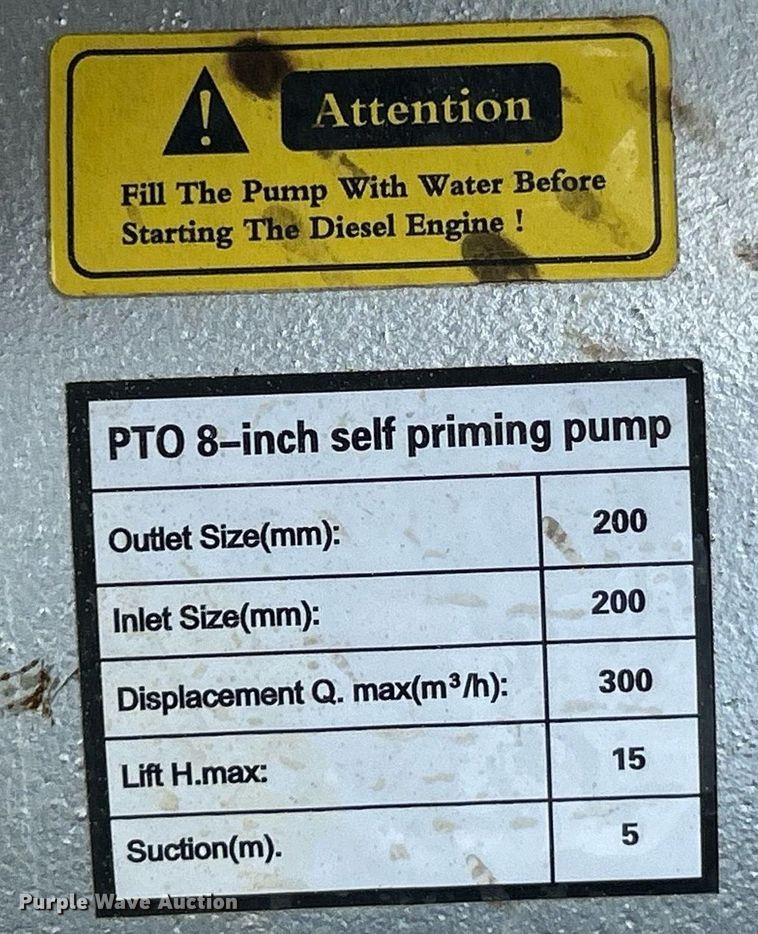 !
Attention
Fill The Pump With Water Before
Starting The Diesel Engine !
PTO 8-inch self priming pump
Outlet Size(mm): 200
Inlet Size(mm): 200
Displacement Q. max(m³/h): 300
Lift H.max: 15
Suction(m). 5
Purple Wave Auction